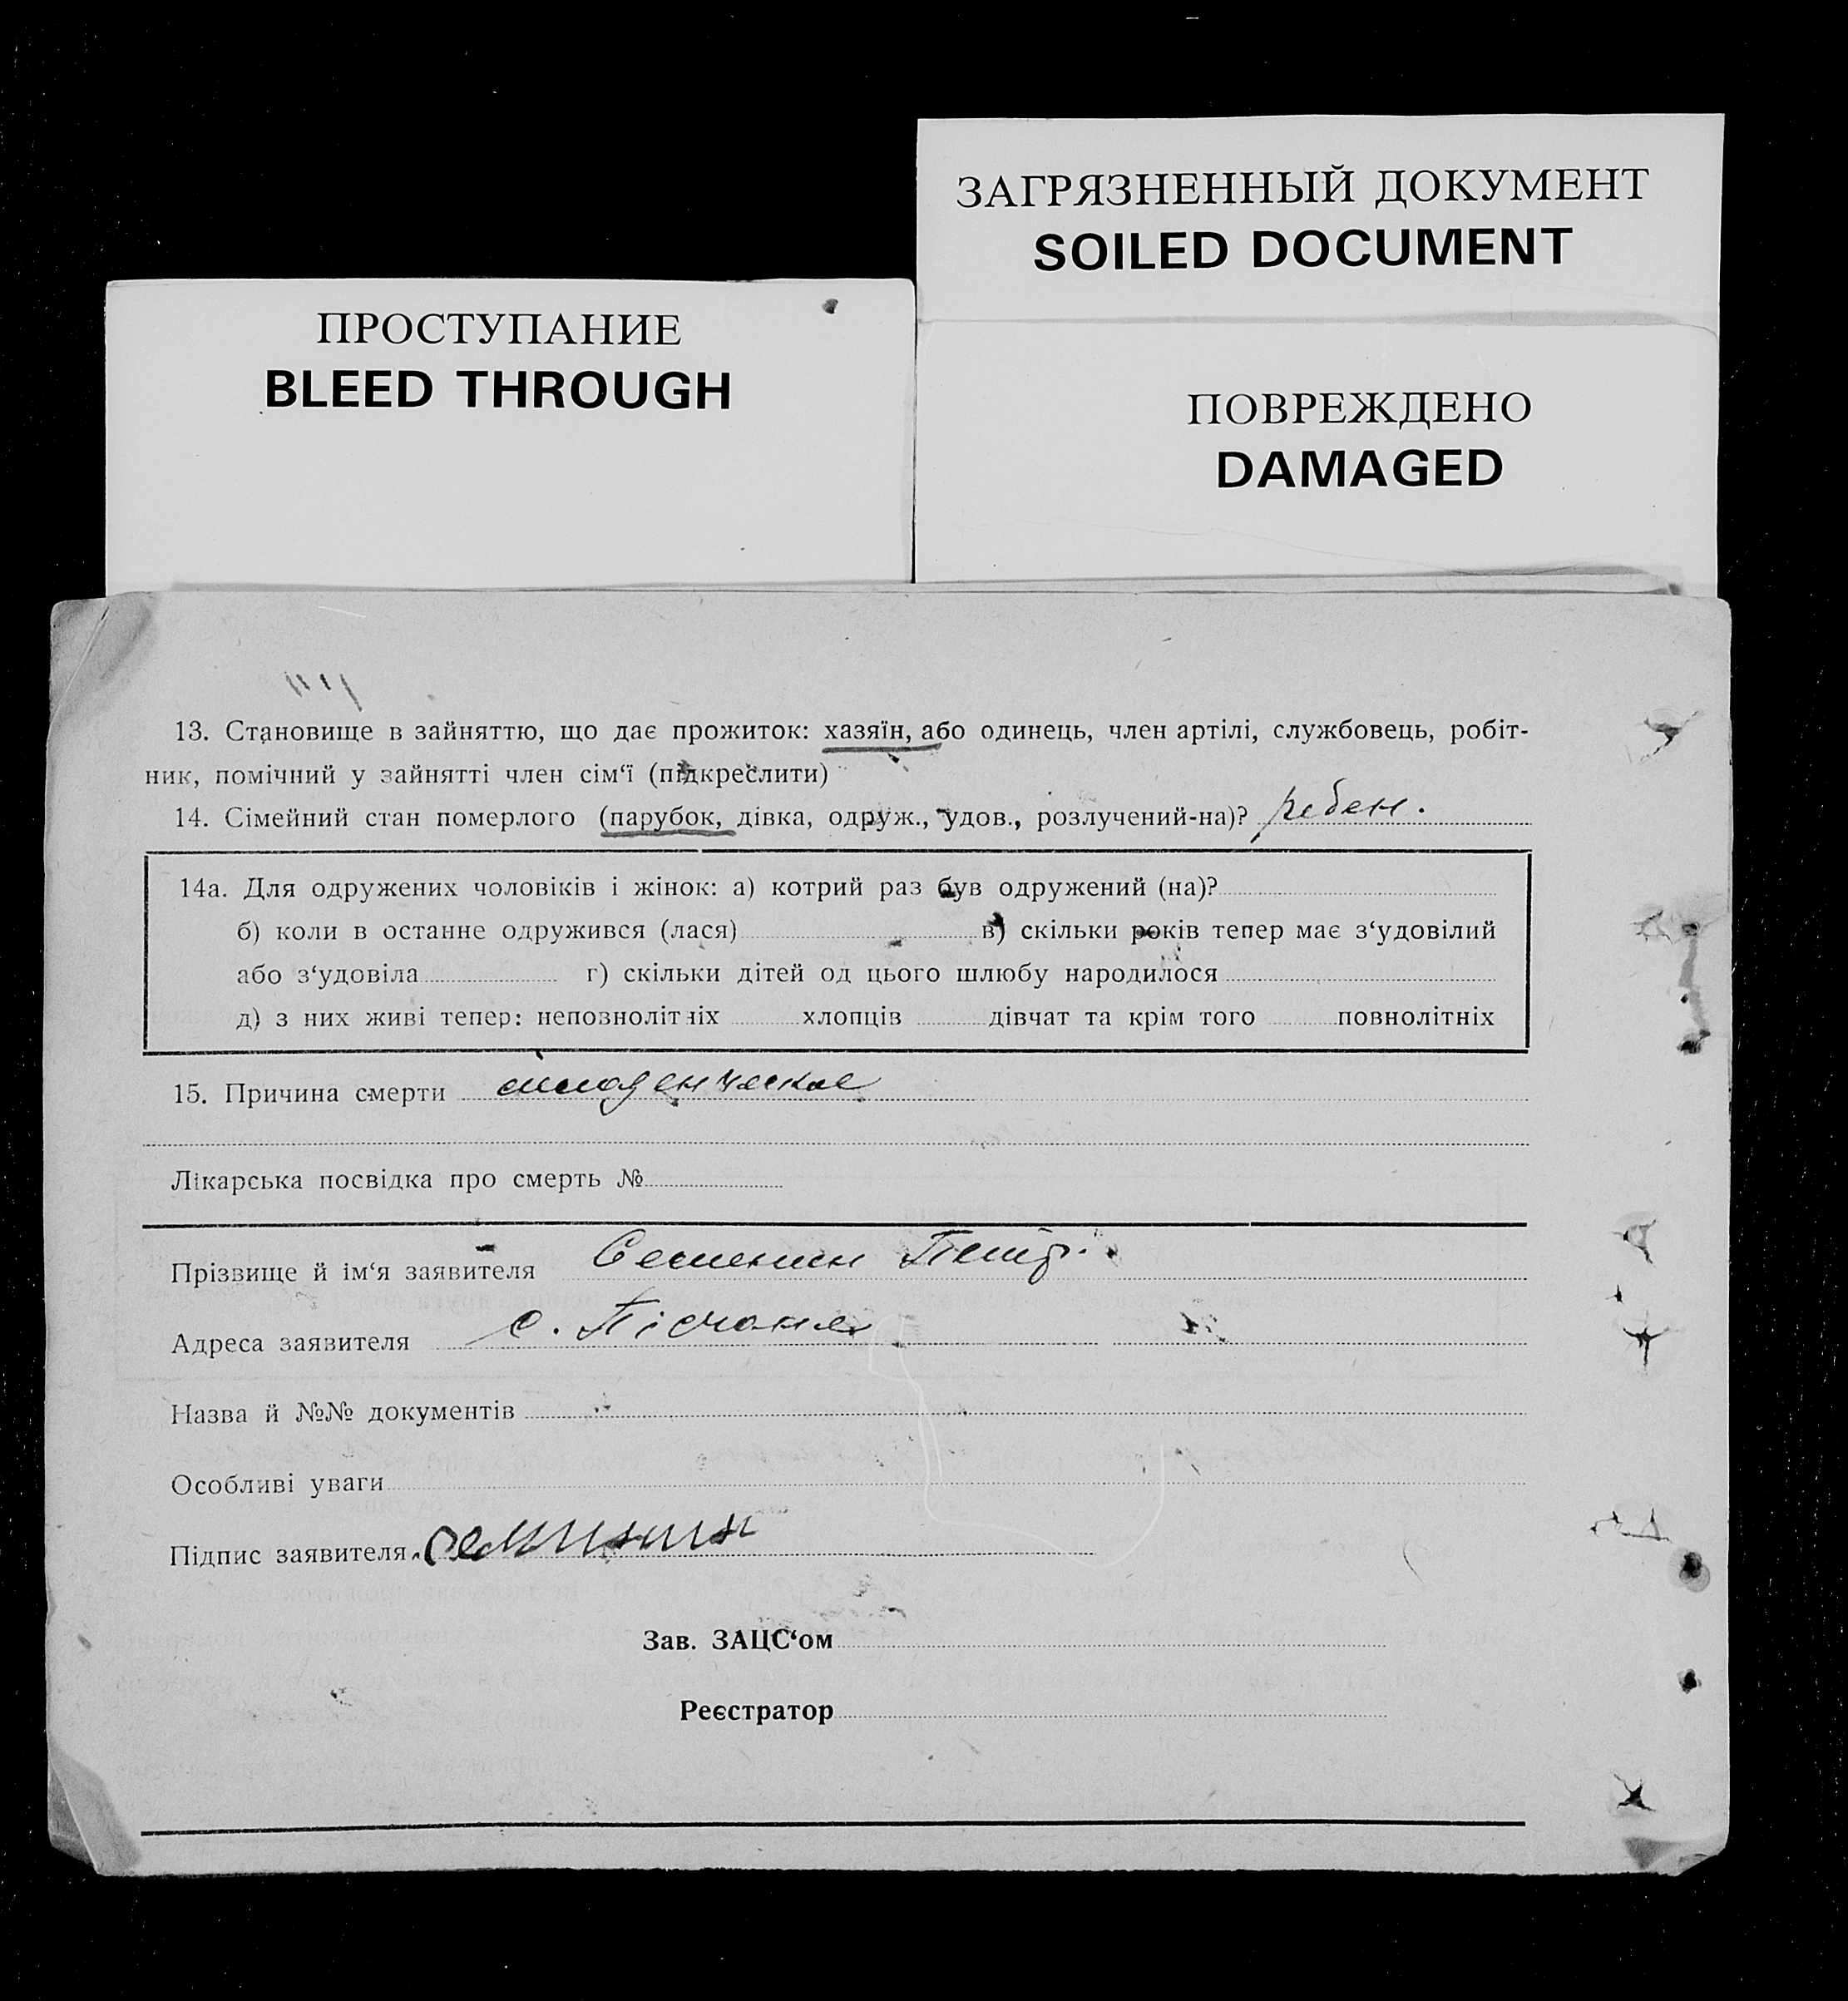 ЗАГРЯЗНЕННЫЙ ДОКУМЕНТ
SOILED DOCUMENT
ПРОСТУПАНИЕ
BLEED THROUGH
ПОВРЕЖДЕНО
DAMAGED
13. Становище в зайняттю, що дає прожиток: хазяїн, або одинець, член артілі, службовець, робіт-
ник, помічний у зайнятті член сім‘ї (підкреслити)
14. Сімейний стан померлого (парубок, дівка, одруж., удов., розлучений-на)? ребен.
14а. Для одружених чоловіків і жінок: а) котрий раз був одружений (на)?
б) коли в останне одружився (лася) в) скільки років тепер має з‘удовілий
або з‘удовіла г) скільки дітей од цього шлюбу народилося
д) з них живі тепер: неповнолітніх хлопців дівчат та крім того повнолітніх
15. Причина смерти младенческое
Лікарська посвідка про смерть №
Прізвище й ім‘я заявителя Семенин Петр.
Адреса заявителя с. Пісчоне
Назва й №№ документів
Особливі уваги
Підпис заявителя
Зав. ЗАЦС‘ом
Реєстратор